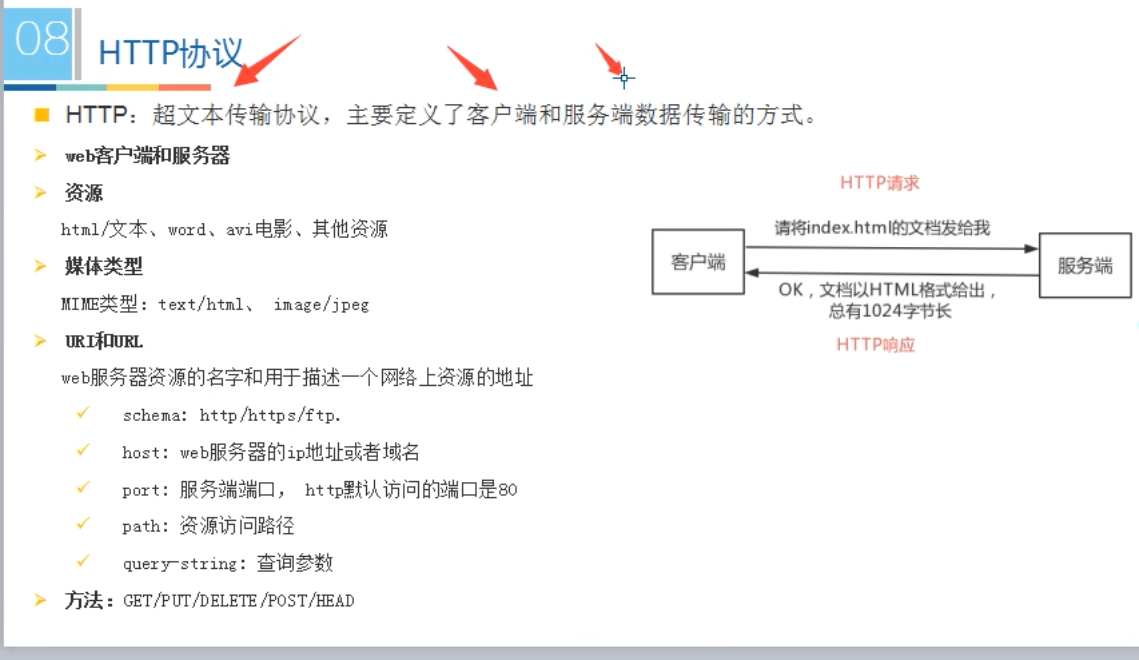 08
HTTP协议
HTTP：超文本传输协议，主要定义了客户端和服务端数据传输的方式。
web客户端和服务器
资源
html/文本、word、avi电影、其他资源
媒体类型
MIME类型：text/html、 image/jpeg
URI和URL
web服务器资源的名字和用于描述一个网络上资源的地址
schema: http/https/ftp.
host: web服务器的ip地址或者域名
port: 服务端端口， http默认访问的端口是80
path: 资源访问路径
query-string: 查询参数
方法：GET/PUT/DELETE/POST/HEAD
HTTP请求
请将index.html的文档发给我
客户端
服务端
OK，文档以HTML格式给出，
总有1024字节长
HTTP响应